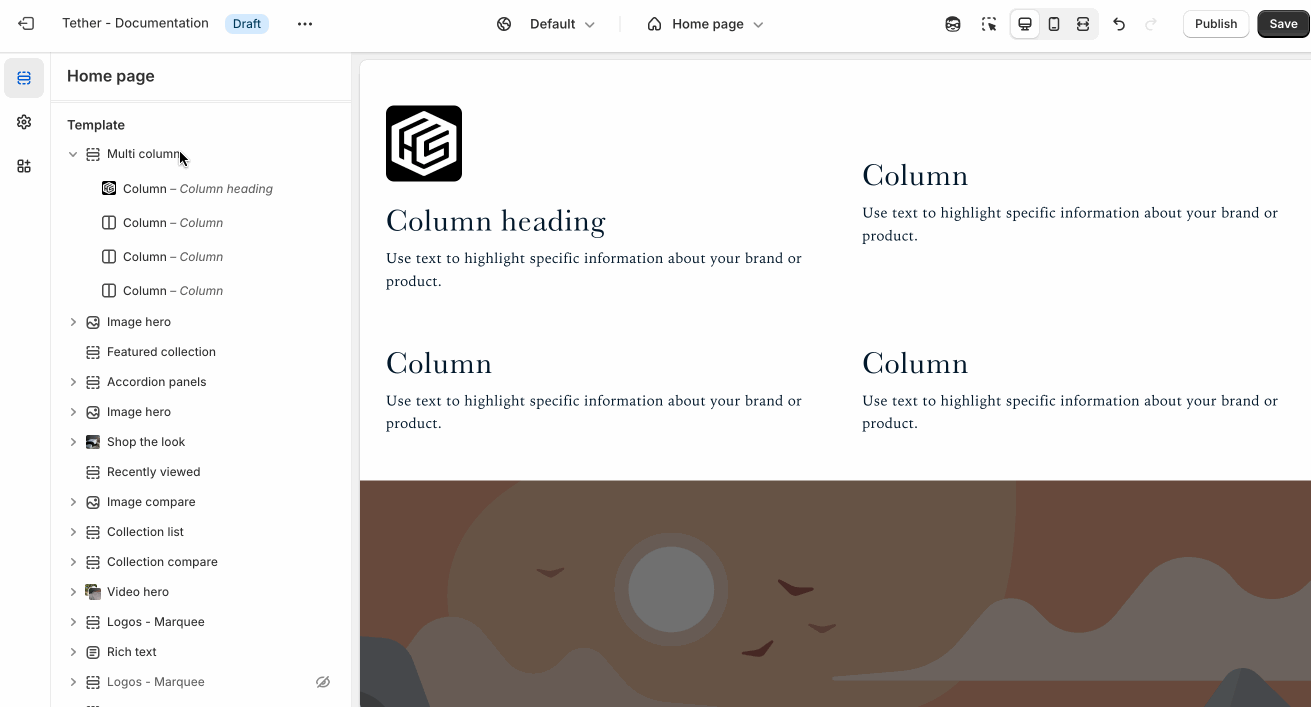 Tether - Documentation Draft Default Home page Publish Save
Home page
Template
Multi column
Column – Column heading
Column – Column
Column – Column
Column – Column
Image hero
Featured collection
Accordion panels
Image hero
Shop the look
Recently viewed
Image compare
Collection list
Collection compare
Video hero
Logos - Marquee
Rich text
Logos - Marquee
Column heading
Use text to highlight specific information about your brand or
product.
Column
Use text to highlight specific information about your brand or
product.
Column
Use text to highlight specific information about your brand or
product.
Column
Use text to highlight specific information about your brand or
product.